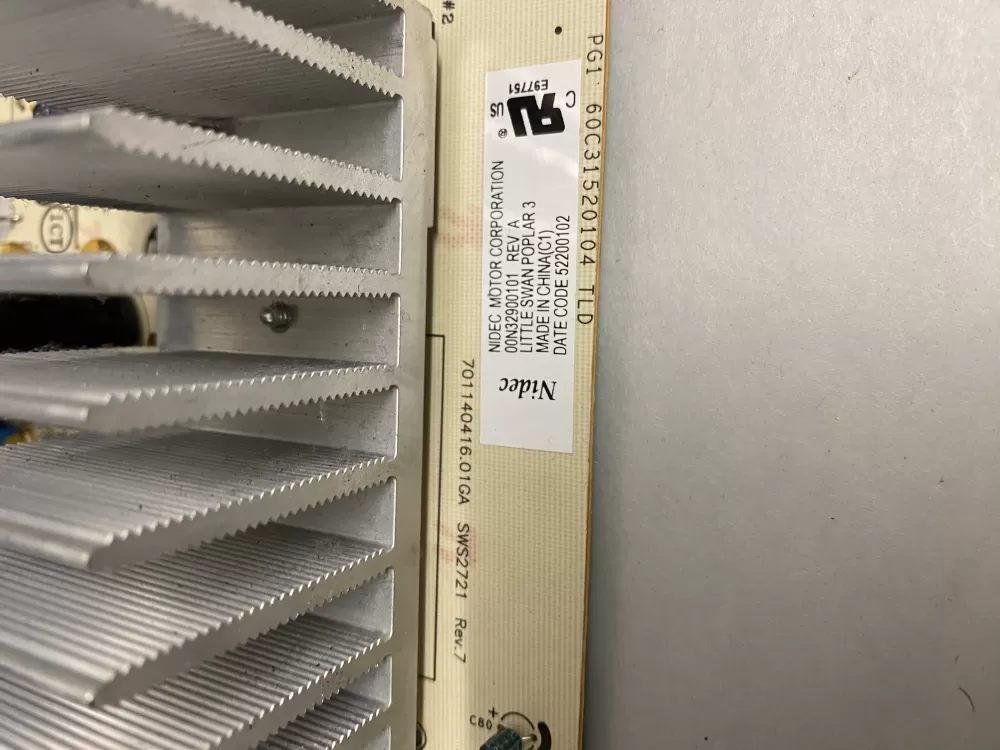 #2
PG1 60C31520104 TLD
E97751
C
US
®
NIDEC MOTOR CORPORATION
00N32900101 REV A
LITTLE SWAN POPLAR 3
MADE IN CHINA(C1)
DATE CODE 52200102
Nidec
701140416.01GA SWS2721 Rev.7
ICT
+
C80